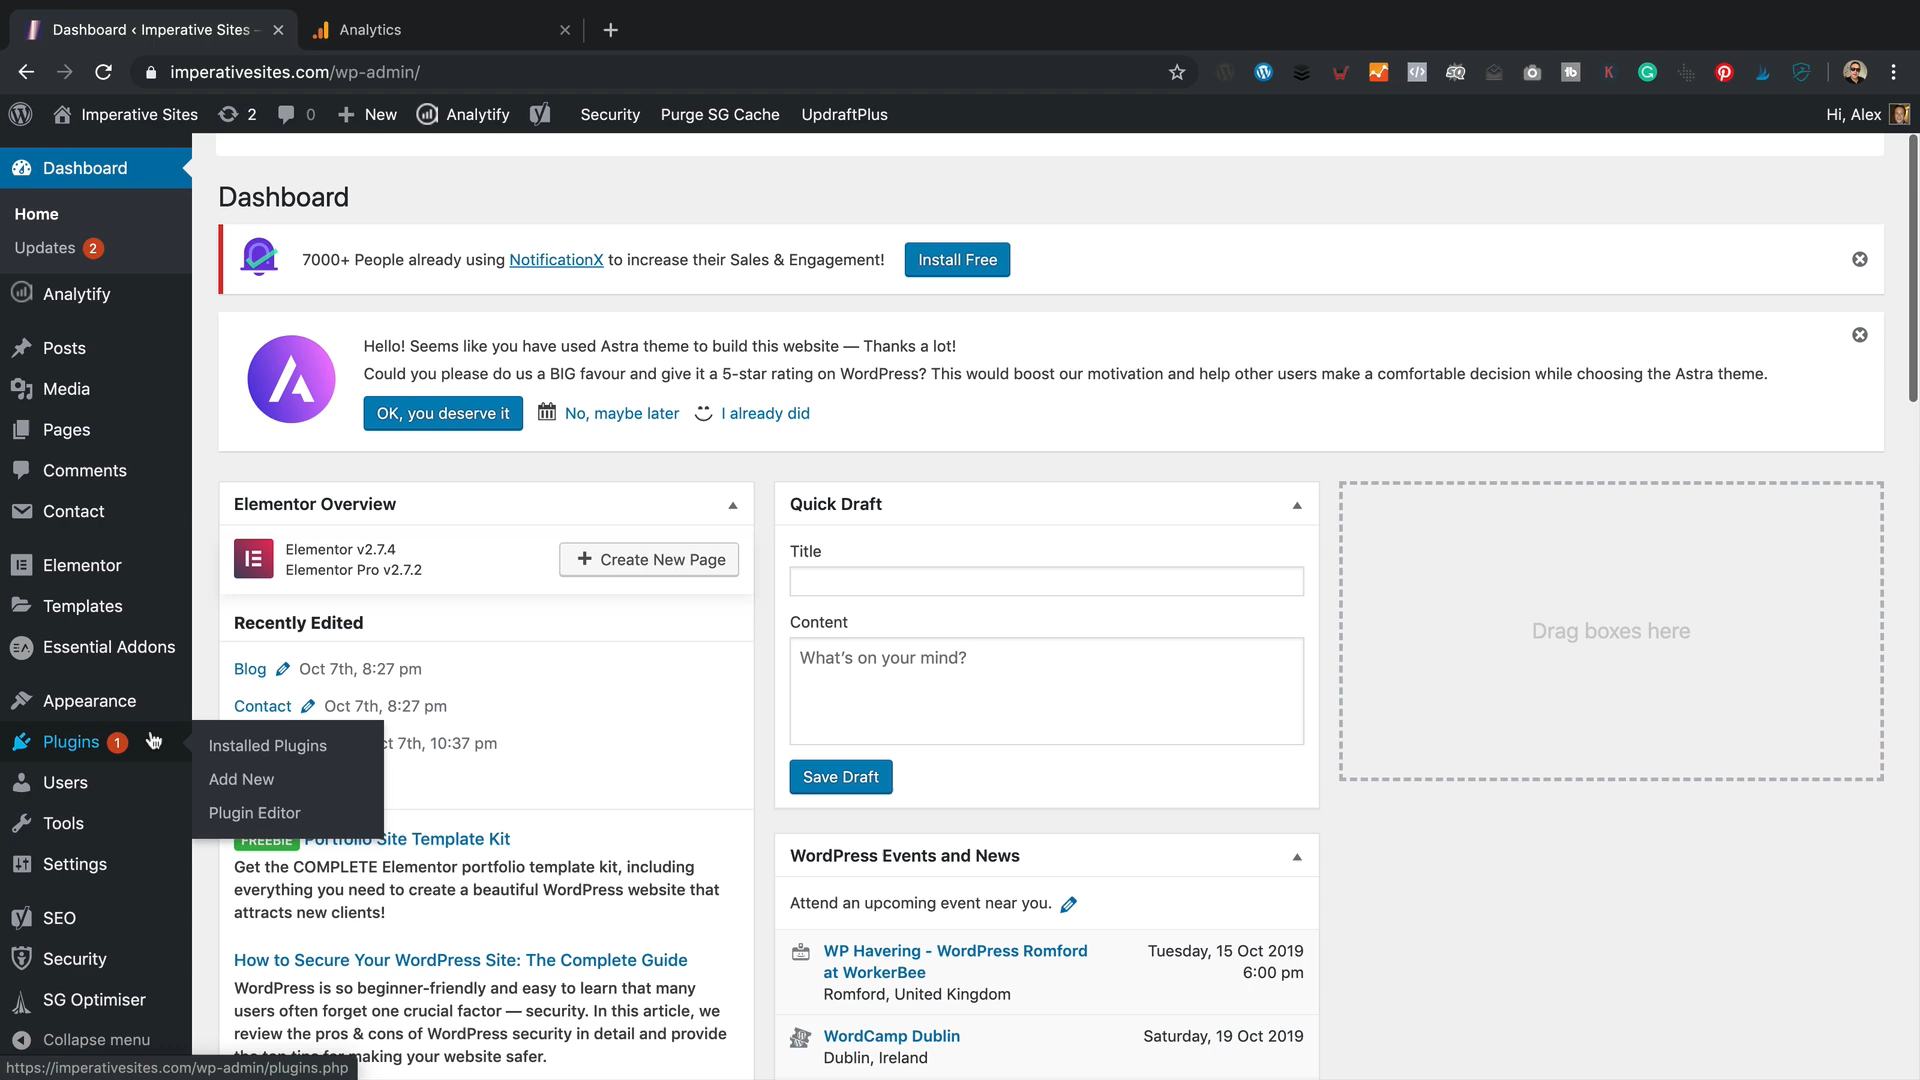 Dashboard ‹ Imperative Sites –
Analytics
imperativesites.com/wp-admin/
Imperative Sites
2
0
New
Analytify
Security
Purge SG Cache
UpdraftPlus
Hi, Alex
Dashboard
Home
Updates 2
Analytify
Posts
Media
Pages
Comments
Contact
Elementor
Templates
Essential Addons
Appearance
Plugins 1
Users
Tools
Settings
SEO
Security
SG Optimiser
Collapse menu
Installed Plugins
Add New
Plugin Editor
Dashboard
7000+ People already using NotificationX to increase their Sales & Engagement!
Install Free
Hello! Seems like you have used Astra theme to build this website — Thanks a lot!
Could you please do us a BIG favour and give it a 5-star rating on WordPress? This would boost our motivation and help other users make a comfortable decision while choosing the Astra theme.
OK, you deserve it
No, maybe later
I already did
Elementor Overview
Elementor v2.7.4
Elementor Pro v2.7.2
Create New Page
Recently Edited
Blog Oct 7th, 8:27 pm
Contact Oct 7th, 8:27 pm
7th, 10:37 pm
FREEBIE Portfolio Site Template Kit
Get the COMPLETE Elementor portfolio template kit, including
everything you need to create a beautiful WordPress website that
attracts new clients!
How to Secure Your WordPress Site: The Complete Guide
WordPress is so beginner-friendly and easy to learn that many
users often forget one crucial factor — security. In this article, we
review the pros & cons of WordPress security in detail and provide
the top tips for making your website safer.
Quick Draft
Title
Content
What's on your mind?
Save Draft
WordPress Events and News
Attend an upcoming event near you.
WP Havering - WordPress Romford
at WorkerBee
Romford, United Kingdom
Tuesday, 15 Oct 2019
6:00 pm
WordCamp Dublin
Dublin, Ireland
Saturday, 19 Oct 2019
Drag boxes here
https://imperativesites.com/wp-admin/plugins.php